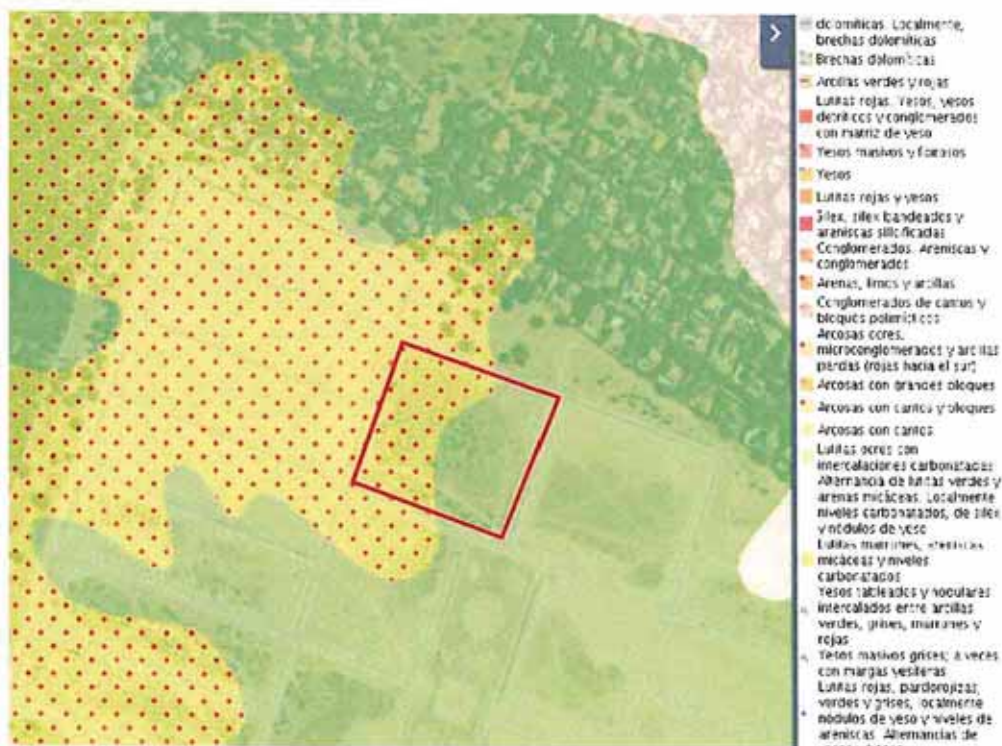 dolomíticas. Localmente,
brechas dolomíticas
Brechas dolomíticas
Arcillas verdes y rojas
Lutitas rojas. Yesos, yesos
detríticos y conglomerados
con matriz de yeso
Yesos masivos y
Yesos
Lutitas rojas y yesos
Sílex, sílex bandeados y
areniscas silicificadas
Conglomerados. Areniscas y
conglomerados
Arenas, limos y arcillas
Conglomerados de cantos y
bloques polimícticos
Arcosas ocres,
microconglomerados y arcillas
pardas (rojas hacia el sur)
Arcosas con grandes bloques
Arcosas con cantos y bloques
Arcosas con cantos
Lutitas ocres con
intercalaciones carbonatadas
Alternancia de lutitas verdes y
arenas micáceas. Localmente
niveles carbonatados, de sílex
y nódulos de yeso
Lutitas marrones, areniscas
micáceas y niveles
carbonatados
Yesos tableados y nodulares
intercalados entre arcillas
verdes, grises, marrones y
rojas
Yesos masivos grises; a veces
con margas yesíferas
Lutitas rojas, pardorojizas,
verdes y grises, localmente
nódulos de yeso y niveles de
areniscas. Alternancias de